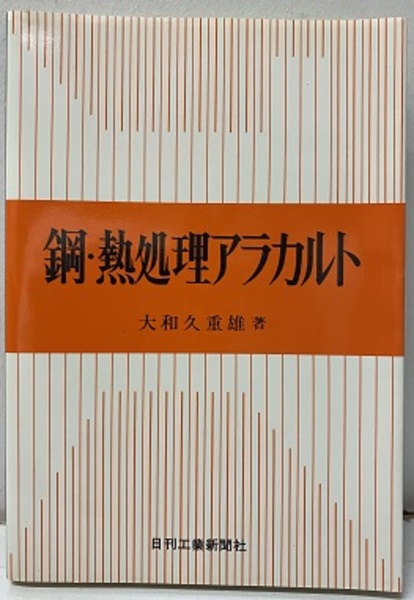 鋼・熱処理アラカルト
大和久重雄 著
日刊工業新聞社